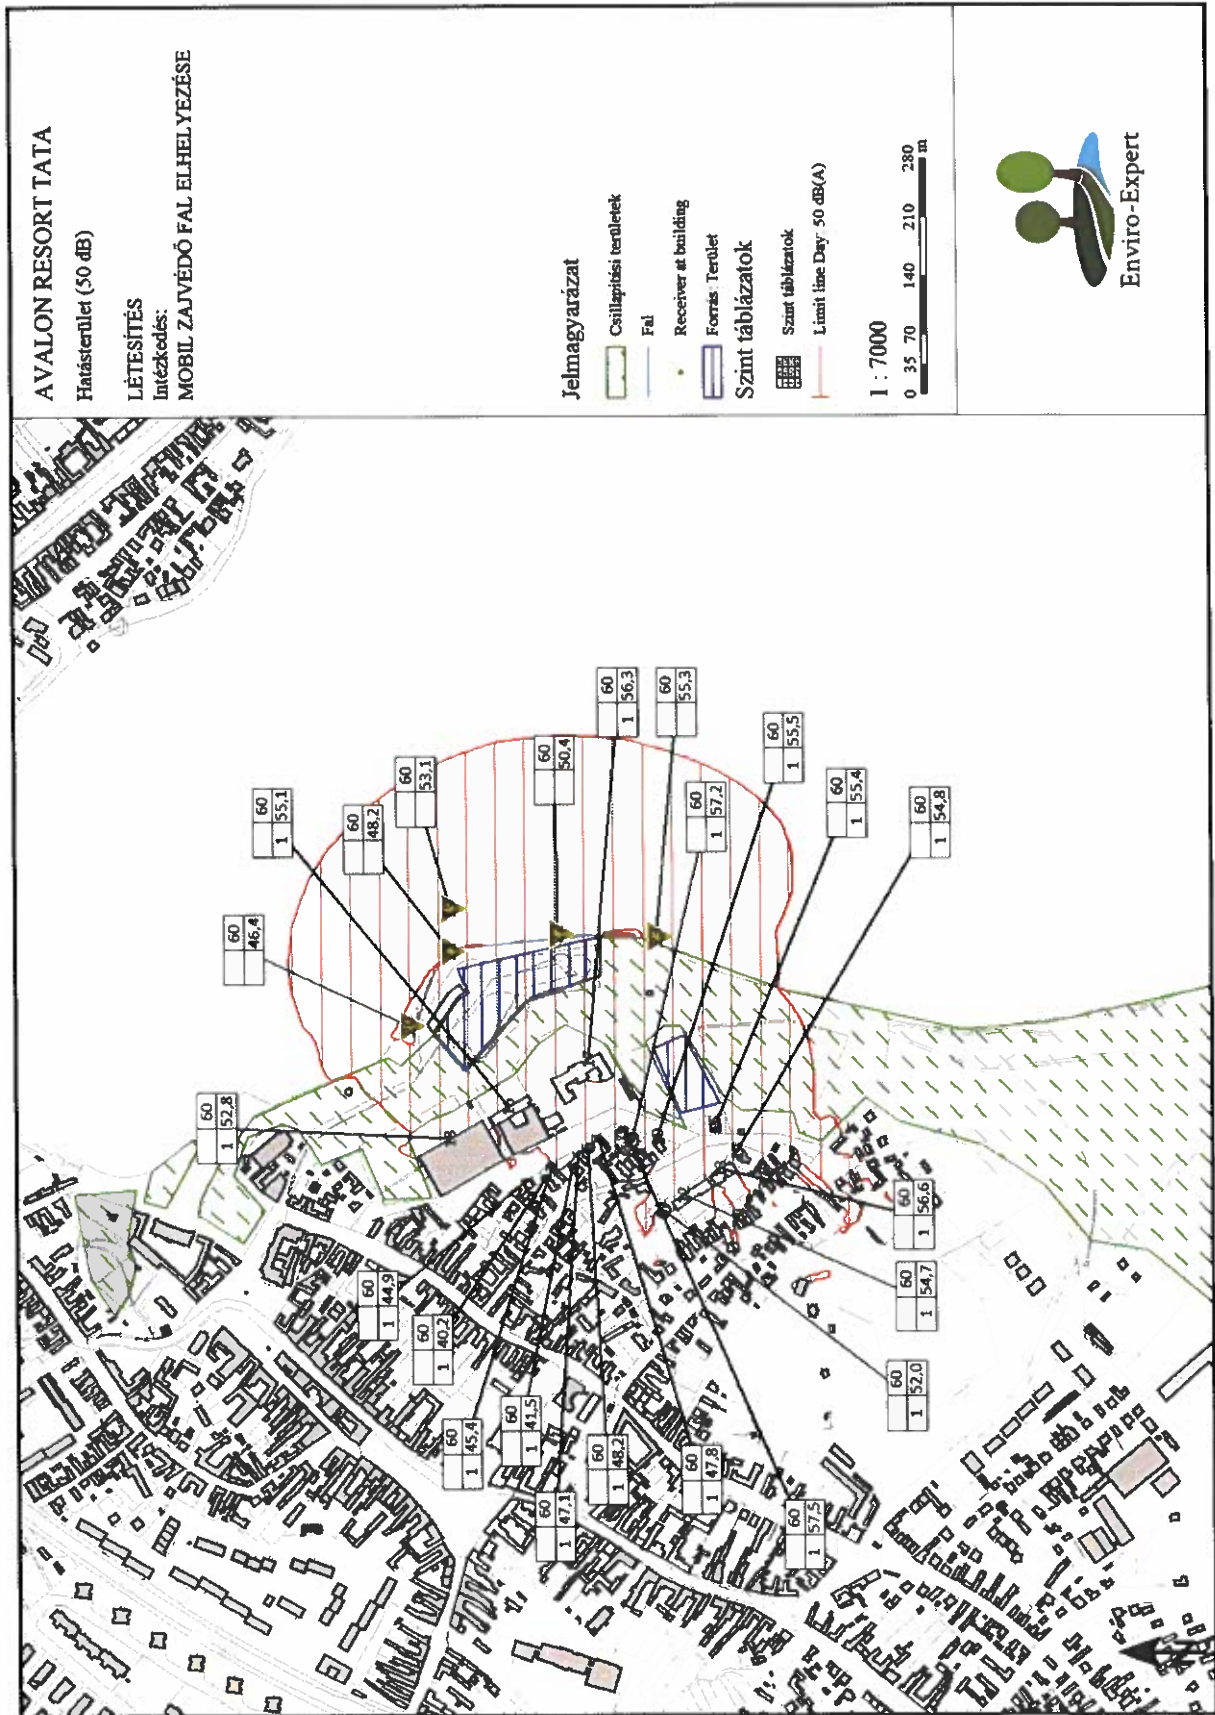 AVALON RESORT TATA
Hatásterület (50 dB)
LÉTESÍTÉS
Intézkedés:
MOBIL ZAJVÉDŐ FAL ELHELYEZÉSE
Jelmagyarázat
Csillapítási területek
Fal
Receiver at building
Forrás: Terület
Szint táblázatok
Szint táblázatok
Limit line Day 50 dB(A)
1 : 7000
0 35 70 140 210 280
m
Enviro-Expert
60
1 52,8
60
46,4
60
1 55,1
60
48,2
60
53,1
60
50,4
60
1 56,3
60
55,3
60
1 57,2
60
1 55,5
60
1 55,4
60
1 54,8
60
1 44,9
60
1 40,2
60
1 45,4
60
1 41,5
60
1 47,1
60
1 48,2
60
1 47,8
60
1 57,5
60
1 52,0
60
1 54,7
60
1 56,6